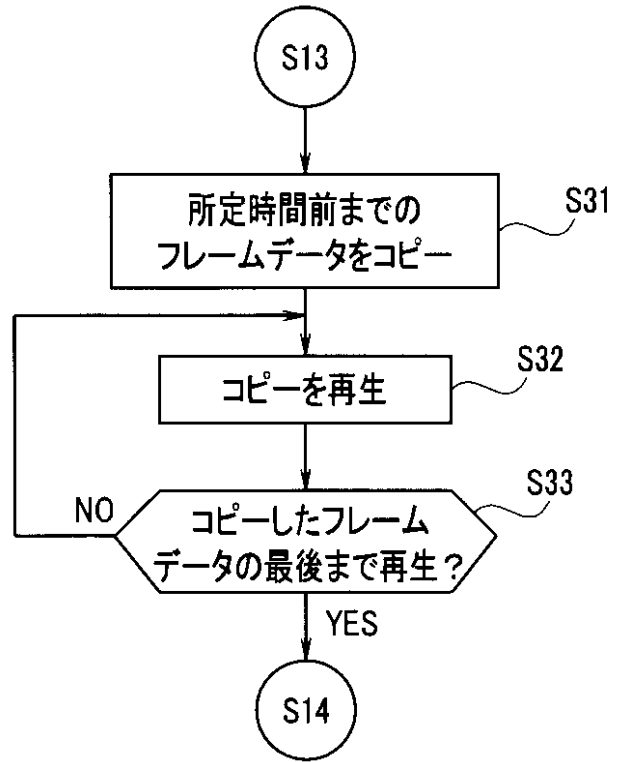 S13
所定時間前までの
フレームデータをコピー
S31
コピーを再生
S32
コピーしたフレーム
データの最後まで再生？
S33
NO
YES
S14